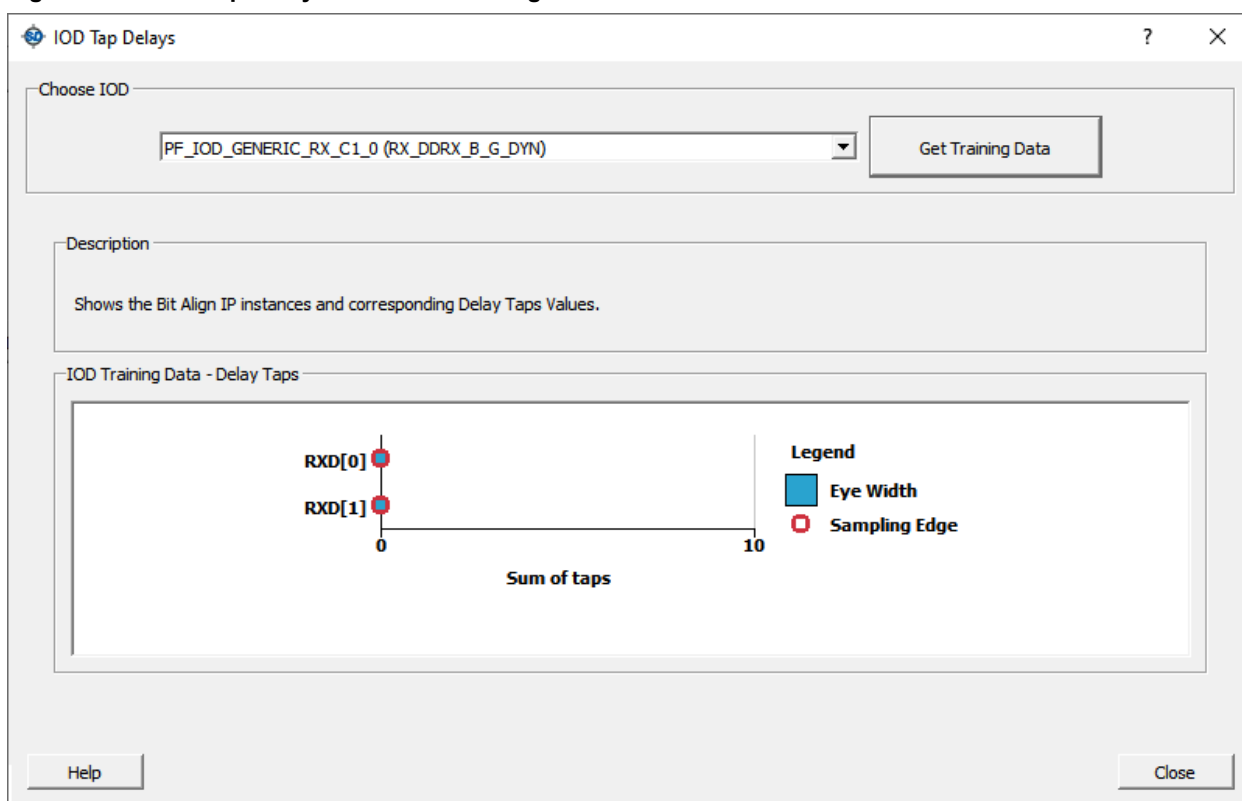 IOD Tap Delays
?
Choose IOD
PF_IOD_GENERIC_RX_C1_0 (RX_DDRX_B_G_DYN)
Get Training Data
Description
Shows the Bit Align IP instances and corresponding Delay Taps Values.
IOD Training Data - Delay Taps
RXD[0]
RXD[1]
0
10
Sum of taps
Legend
Eye Width
Sampling Edge
Help
Close